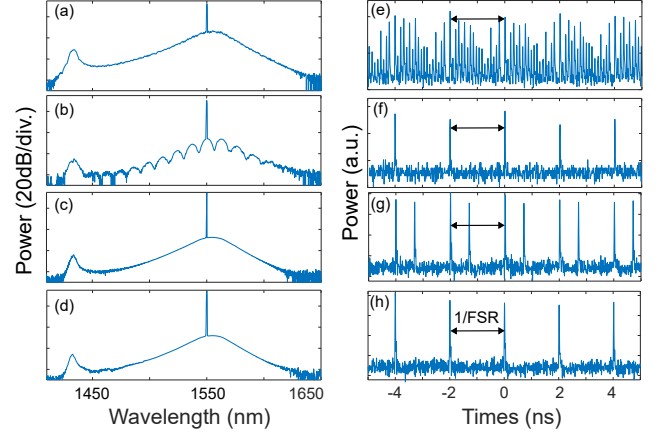 (a)
(b)
(c)
(d)
Power (20dB/div.)
1450
1550
1650
Wavelength (nm)
(e)
(f)
(g)
(h)
1/FSR
Power (a.u.)
-4
-2
0
2
4
Times (ns)